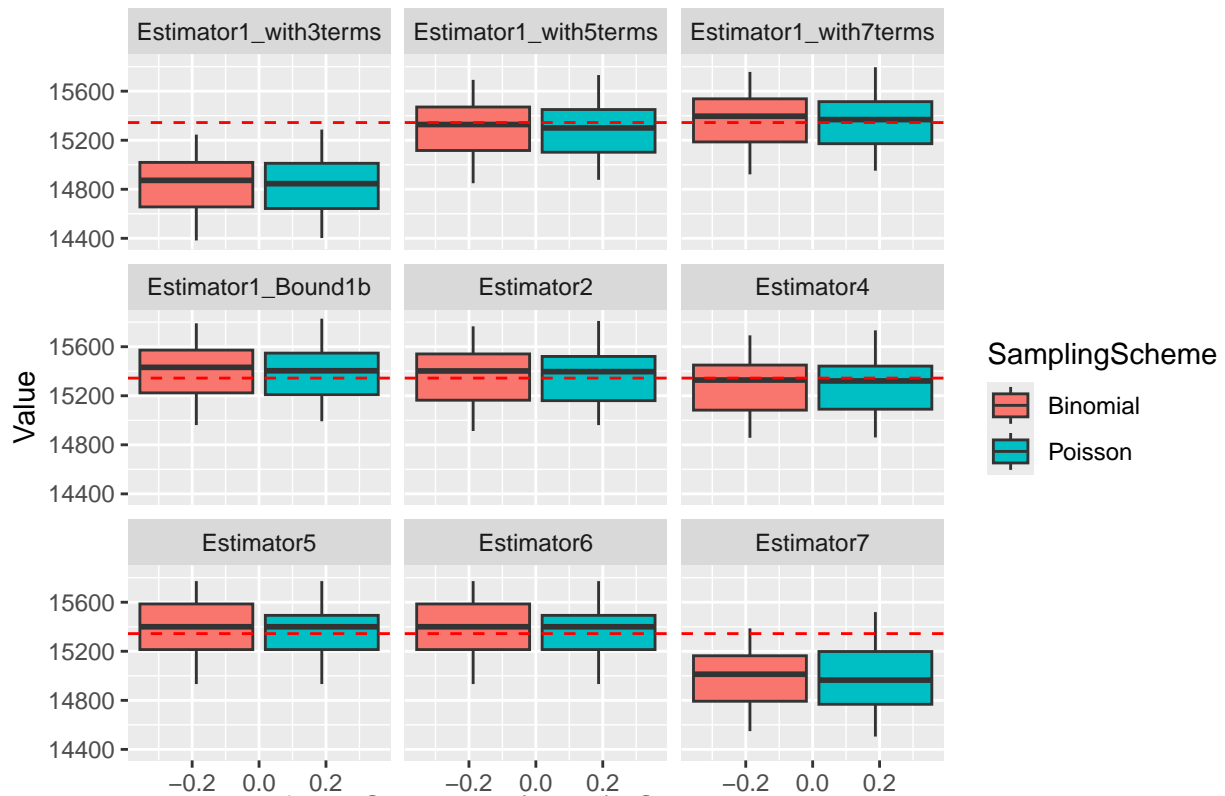 Estimator1_with3terms Estimator1_with5terms Estimator1_with7terms
15600
15200
14800
14400
Estimator1_Bound1b Estimator2 Estimator4
15600
15200
14800
14400
Value
SamplingScheme
Binomial
Poisson
Estimator5 Estimator6 Estimator7
15600
15200
14800
14400
−0.2 0.0 0.2 −0.2 0.0 0.2 −0.2 0.0 0.2